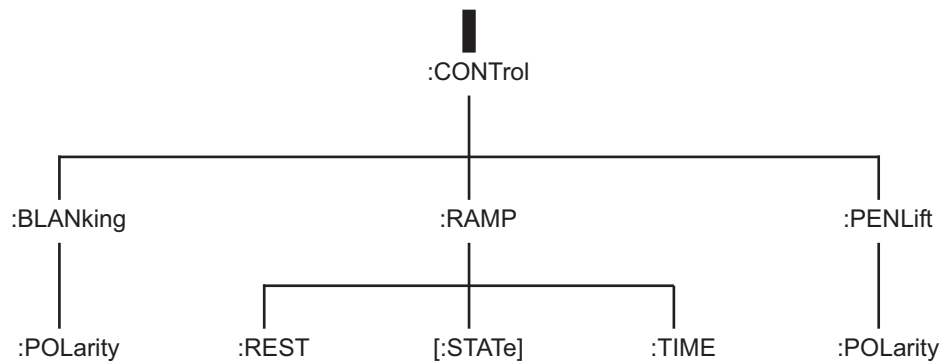 :CONTrol
:BLANking :RAMP :PENLift
:POLarity :REST [:STATe] :TIME :POLarity